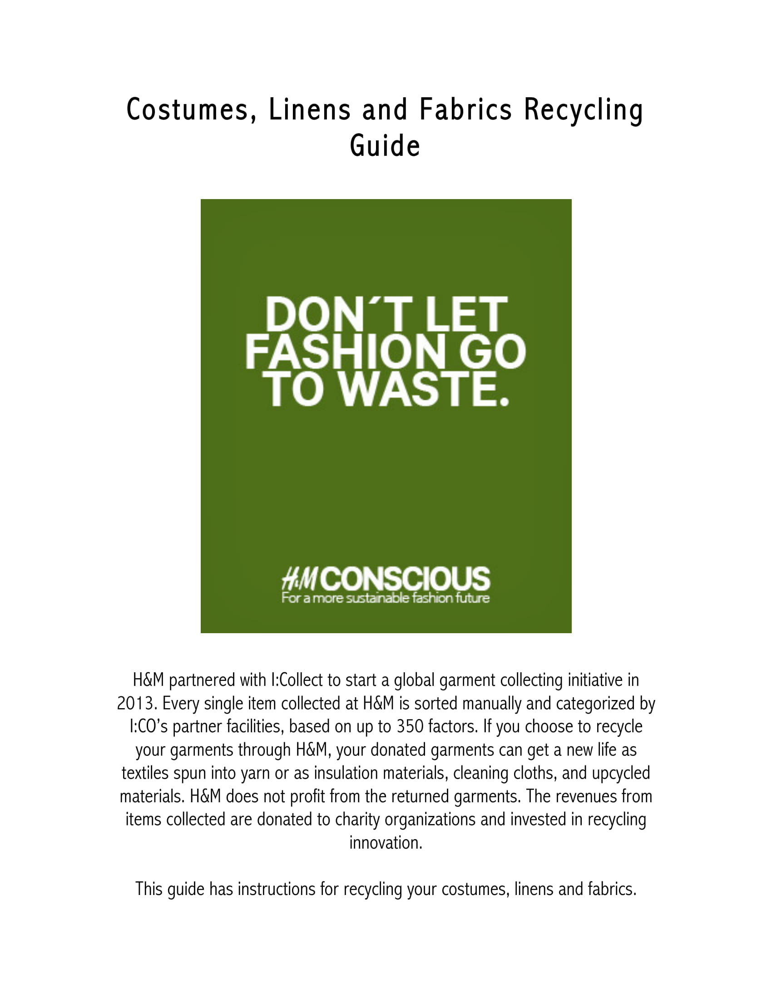 Costumes, Linens and Fabrics Recycling
Guide
DON´T LET
FASHION GO
TO WASTE.
H&M CONSCIOUS
For a more sustainable fashion future
H&M partnered with I:Collect to start a global garment collecting initiative in
2013. Every single item collected at H&M is sorted manually and categorized by
I:CO’s partner facilities, based on up to 350 factors. If you choose to recycle
your garments through H&M, your donated garments can get a new life as
textiles spun into yarn or as insulation materials, cleaning cloths, and upcycled
materials. H&M does not profit from the returned garments. The revenues from
items collected are donated to charity organizations and invested in recycling
innovation.
This guide has instructions for recycling your costumes, linens and fabrics.